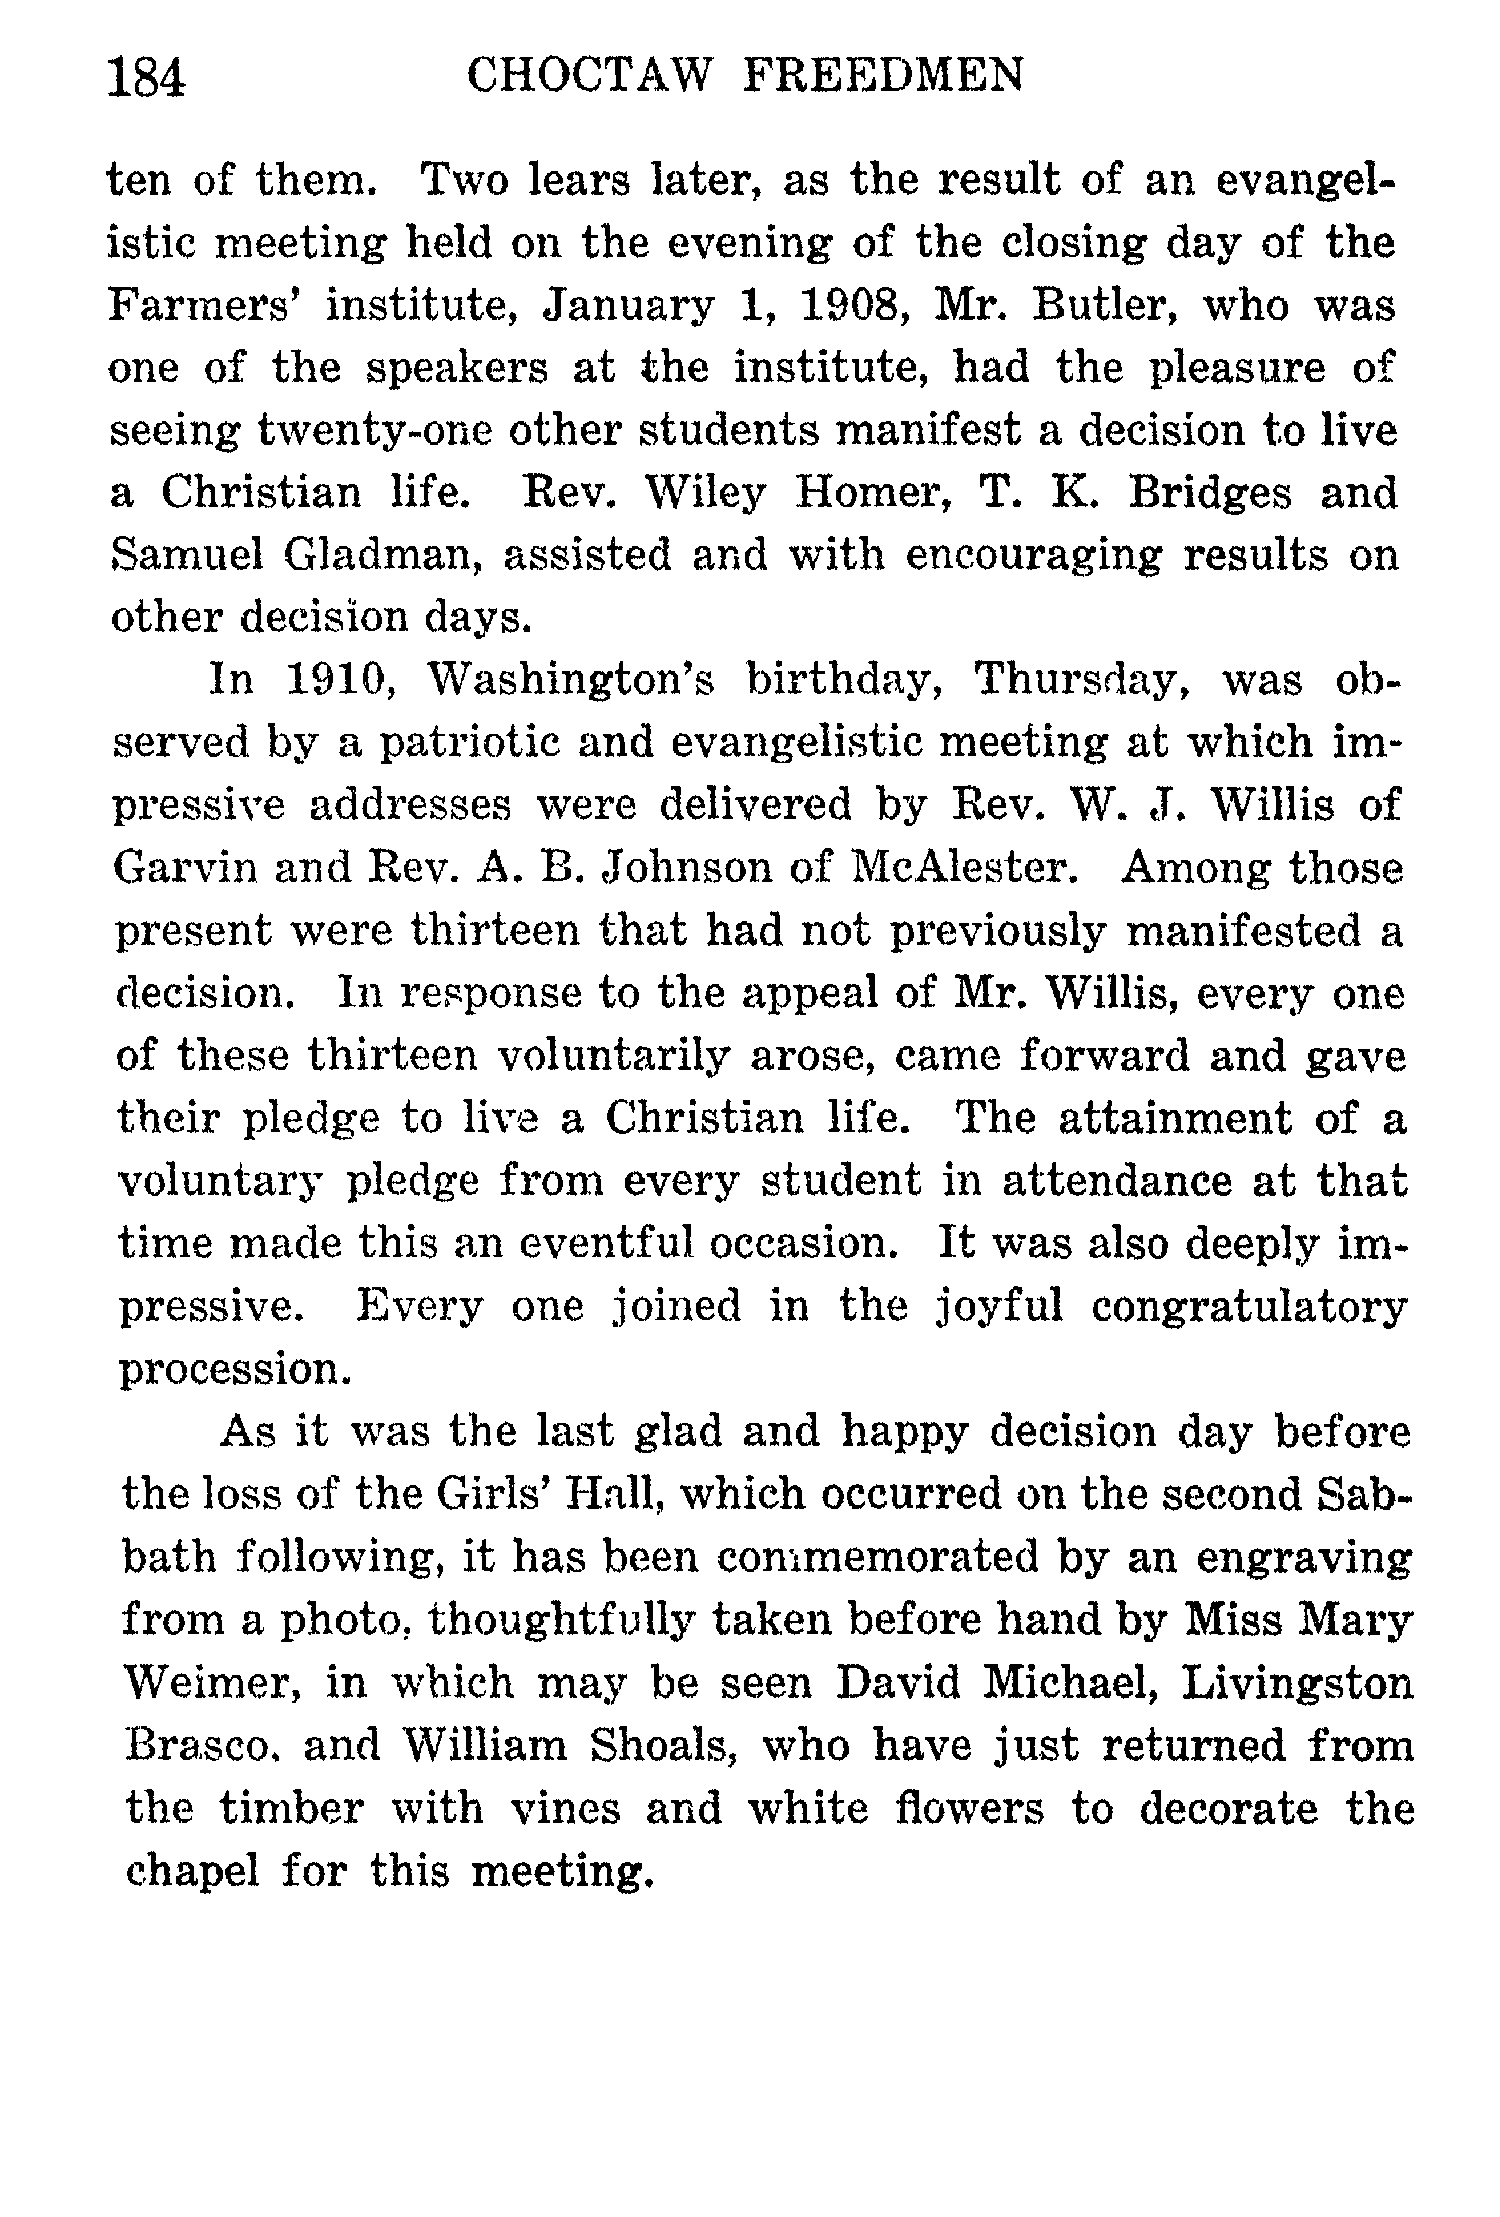 184 CHOCTAW FREEDMEN
ten of them. Two lears later, as the result of an evangel-
istic meeting held on the evening of the closing day of the
Farmers' institute, January 1, 1908, Mr. Butler, who was
one of the speakers at the institute, had the pleasure of
seeing twenty-one other students manifest a decision to live
a Christian life. Rev. Wiley Homer, T. K. Bridges and
Samuel Gladman, assisted and with encouraging results on
other decision days.
In 1910, Washington's birthday, Thursday, was ob-
served by a patriotic and evangelistic meeting at which im-
pressive addresses were delivered by Rev. W. J. Willis of
Garvin and Rev. A. B. Johnson of McAlester. Among those
present were thirteen that had not previously manifested a
decision. In response to the appeal of Mr. Willis, every one
of these thirteen voluntarily arose, came forward and gave
their pledge to live a Christian life. The attainment of a
voluntary pledge from every student in attendance at that
time made this an eventful occasion. It was also deeply im-
pressive. Every one joined in the joyful congratulatory
procession.
As it was the last glad and happy decision day before
the loss of the Girls' Hall, which occurred on the second Sab-
bath following, it has been commemorated by an engraving
from a photo, thoughtfully taken before hand by Miss Mary
Weimer, in which may be seen David Michael, Livingston
Brasco, and William Shoals, who have just returned from
the timber with vines and white flowers to decorate the
chapel for this meeting.